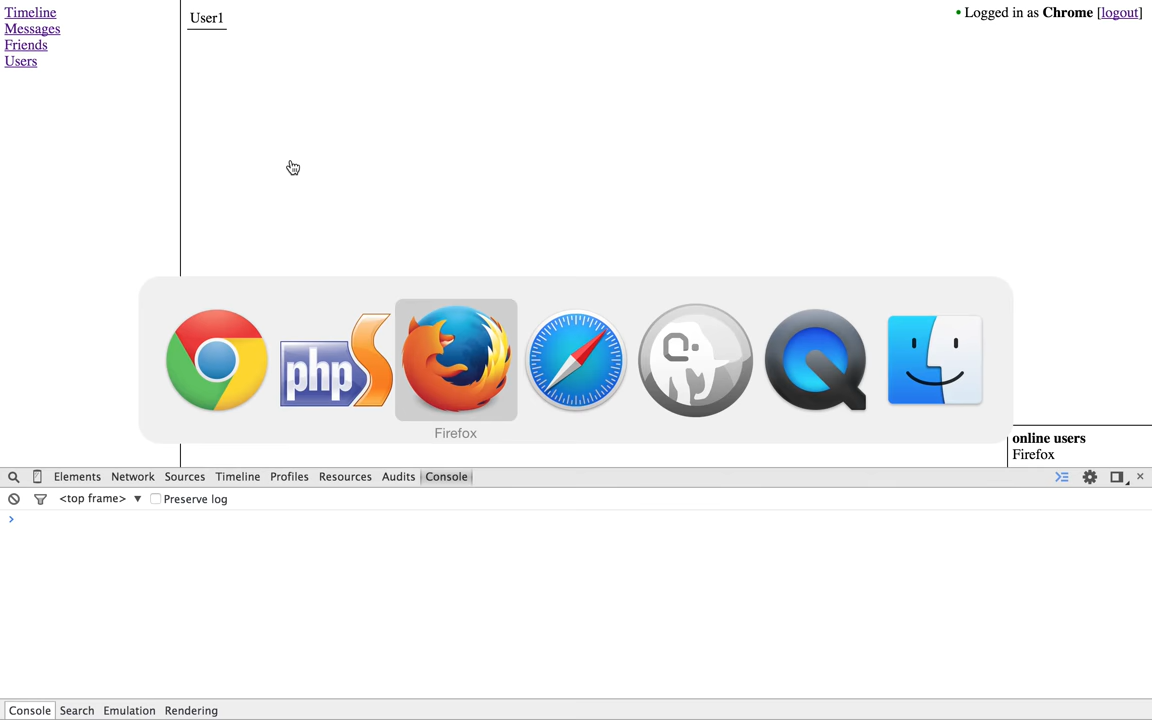 Timeline
Messages
Friends
Users
User1
• Logged in as Chrome [logout]
php
Firefox
online users
Firefox
Elements Network Sources Timeline Profiles Resources Audits Console
<top frame> ▼ Preserve log
Console Search Emulation Rendering